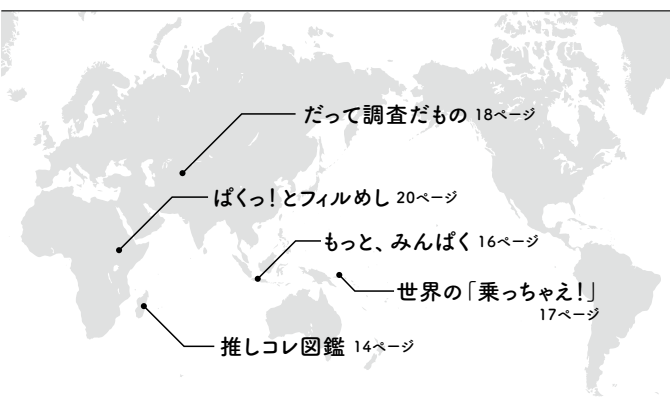 だって調査だもの 18ページ
ぱくっ！とフィルめし 20ページ
もっと、みんぱく 16ページ
世界の「乗っちゃえ！」
17ページ
推しコレ図鑑 14ページ